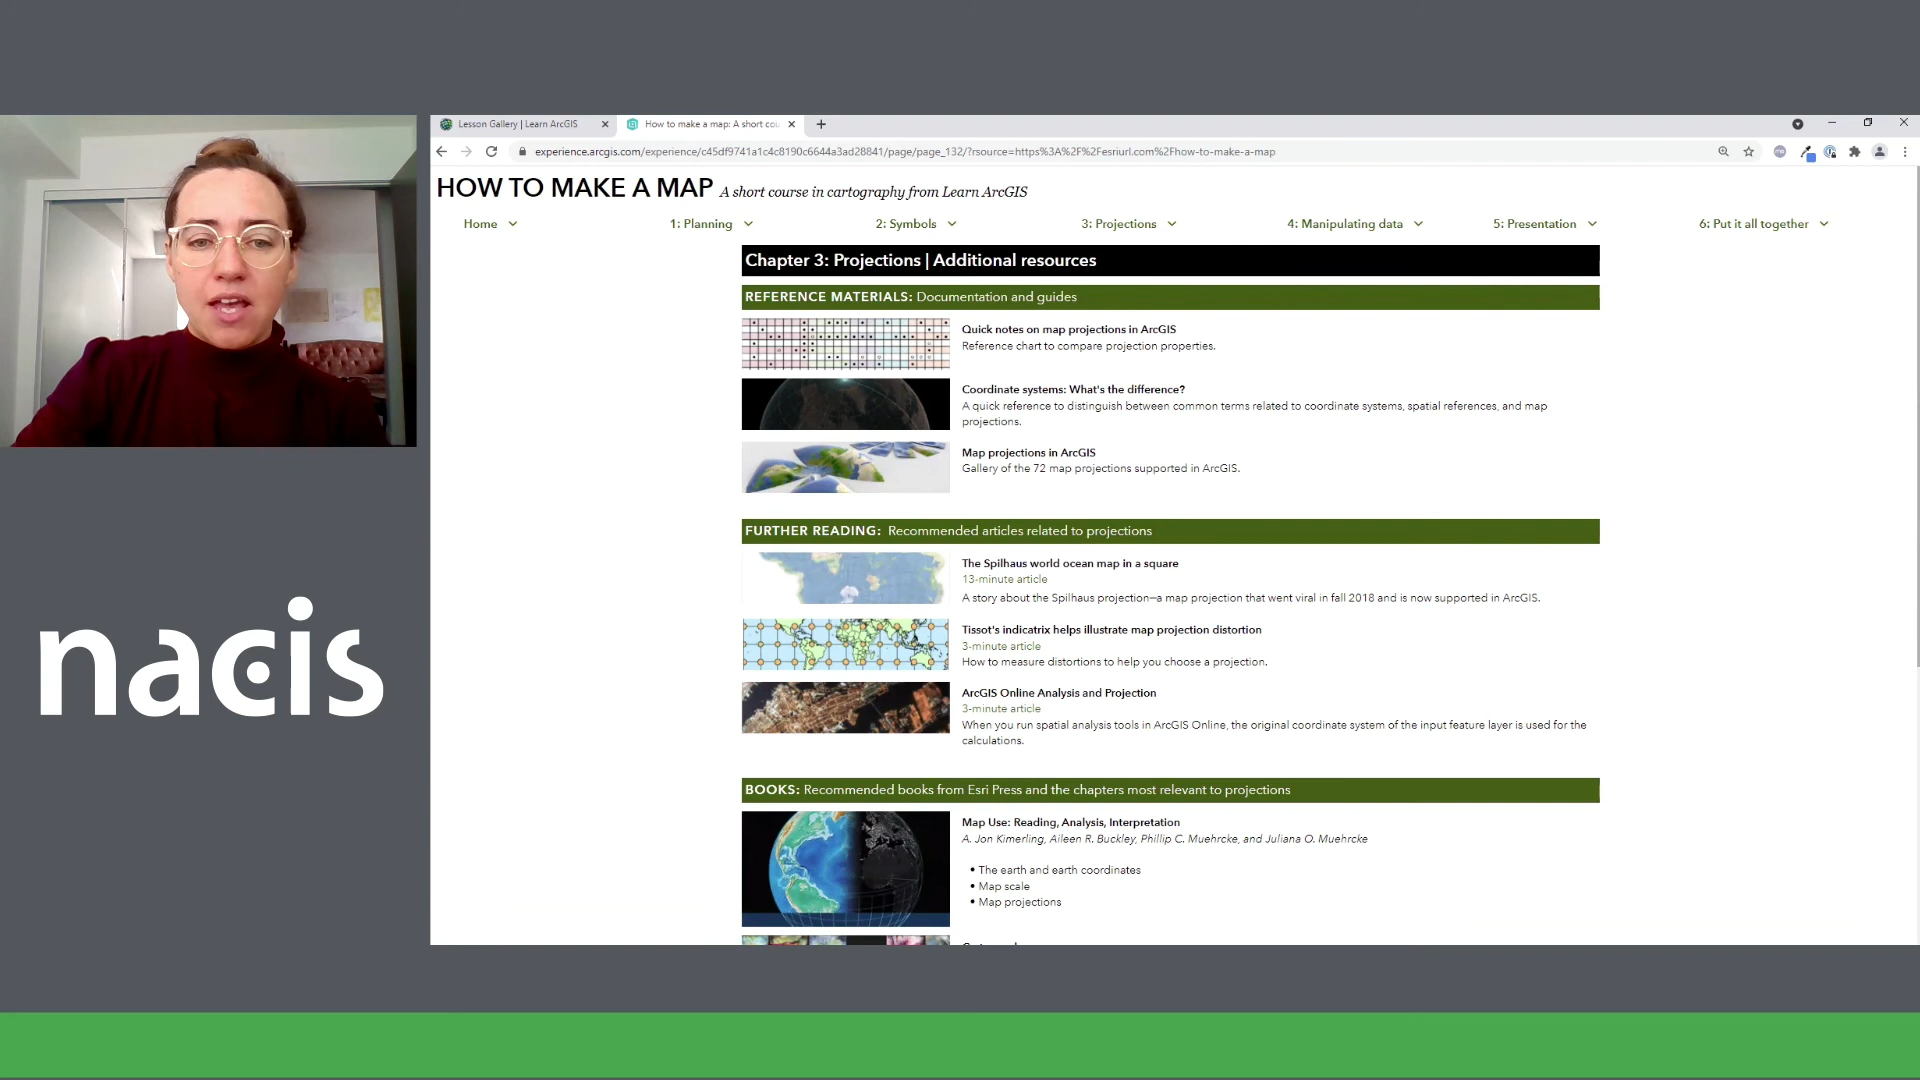 Lesson Gallery | Learn ArcGIS
How to make a map: A short cou
experience.arcgis.com/experience/c45df9741a1c4c8190c6644a3ad28841/page/page_132/?rsource=https%3A%2F%2Fesriurl.com%2Fhow-to-make-a-map
HOW TO MAKE A MAP A short course in cartography from Learn ArcGIS
Home 1: Planning 2: Symbols 3: Projections 4: Manipulating data 5: Presentation 6: Put it all together
Chapter 3: Projections | Additional resources
REFERENCE MATERIALS: Documentation and guides
Quick notes on map projections in ArcGIS
Reference chart to compare projection properties.
Coordinate systems: What's the difference?
A quick reference to distinguish between common terms related to coordinate systems, spatial references, and map
projections.
Map projections in ArcGIS
Gallery of the 72 map projections supported in ArcGIS.
FURTHER READING: Recommended articles related to projections
The Spilhaus world ocean map in a square
13-minute article
A story about the Spilhaus projection—a map projection that went viral in fall 2018 and is now supported in ArcGIS.
Tissot's indicatrix helps illustrate map projection distortion
3-minute article
How to measure distortions to help you choose a projection.
ArcGIS Online Analysis and Projection
3-minute article
When you run spatial analysis tools in ArcGIS Online, the original coordinate system of the input feature layer is used for the
calculations.
BOOKS: Recommended books from Esri Press and the chapters most relevant to projections
Map Use: Reading, Analysis, Interpretation
A. Jon Kimerling, Aileen R. Buckley, Phillip C. Muehrcke, and Juliana O. Muehrcke
• The earth and earth coordinates
• Map scale
• Map projections
nacis